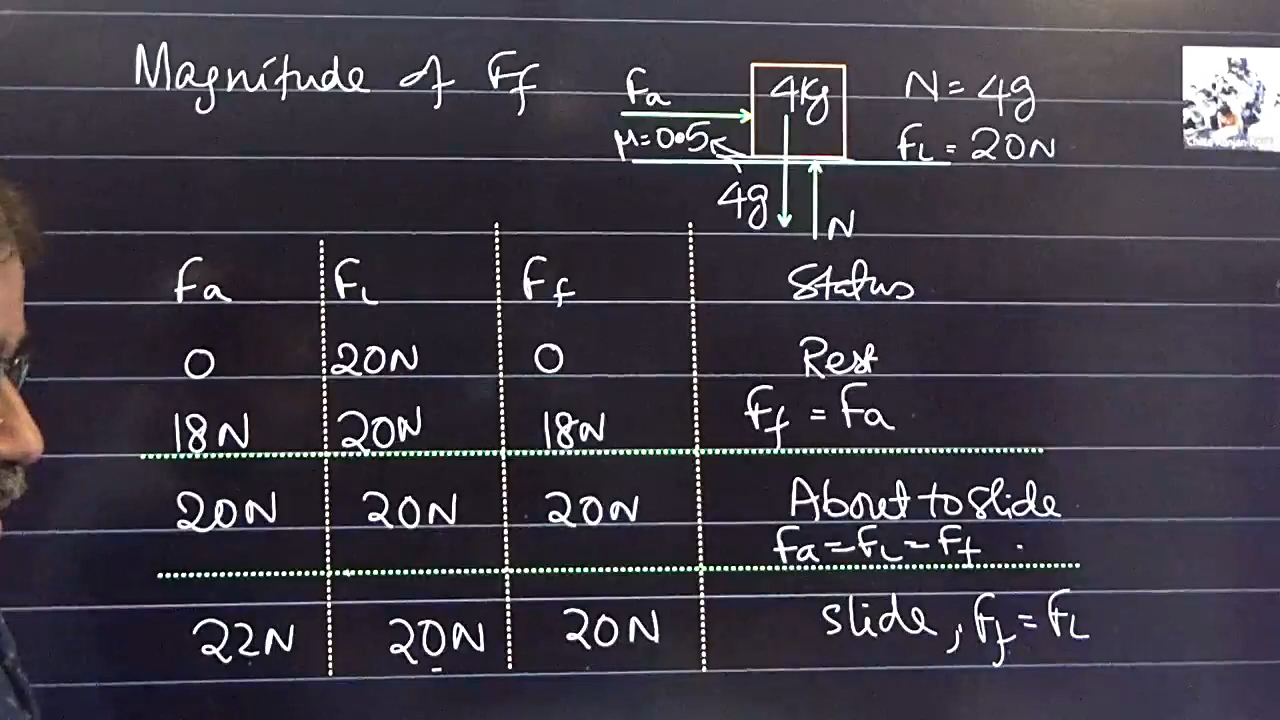 Magnitude of Ff
Fa
4Kg
N = 4g
μ=0.5
FL = 20N
4g
N
Fa FL Ff Status
0 20N 0 Rest
18N 20N 18N Ff = Fa
20N 20N 20N About to slide
Fa = FL = Ff .
22N 20N 20N slide, Ff = FL